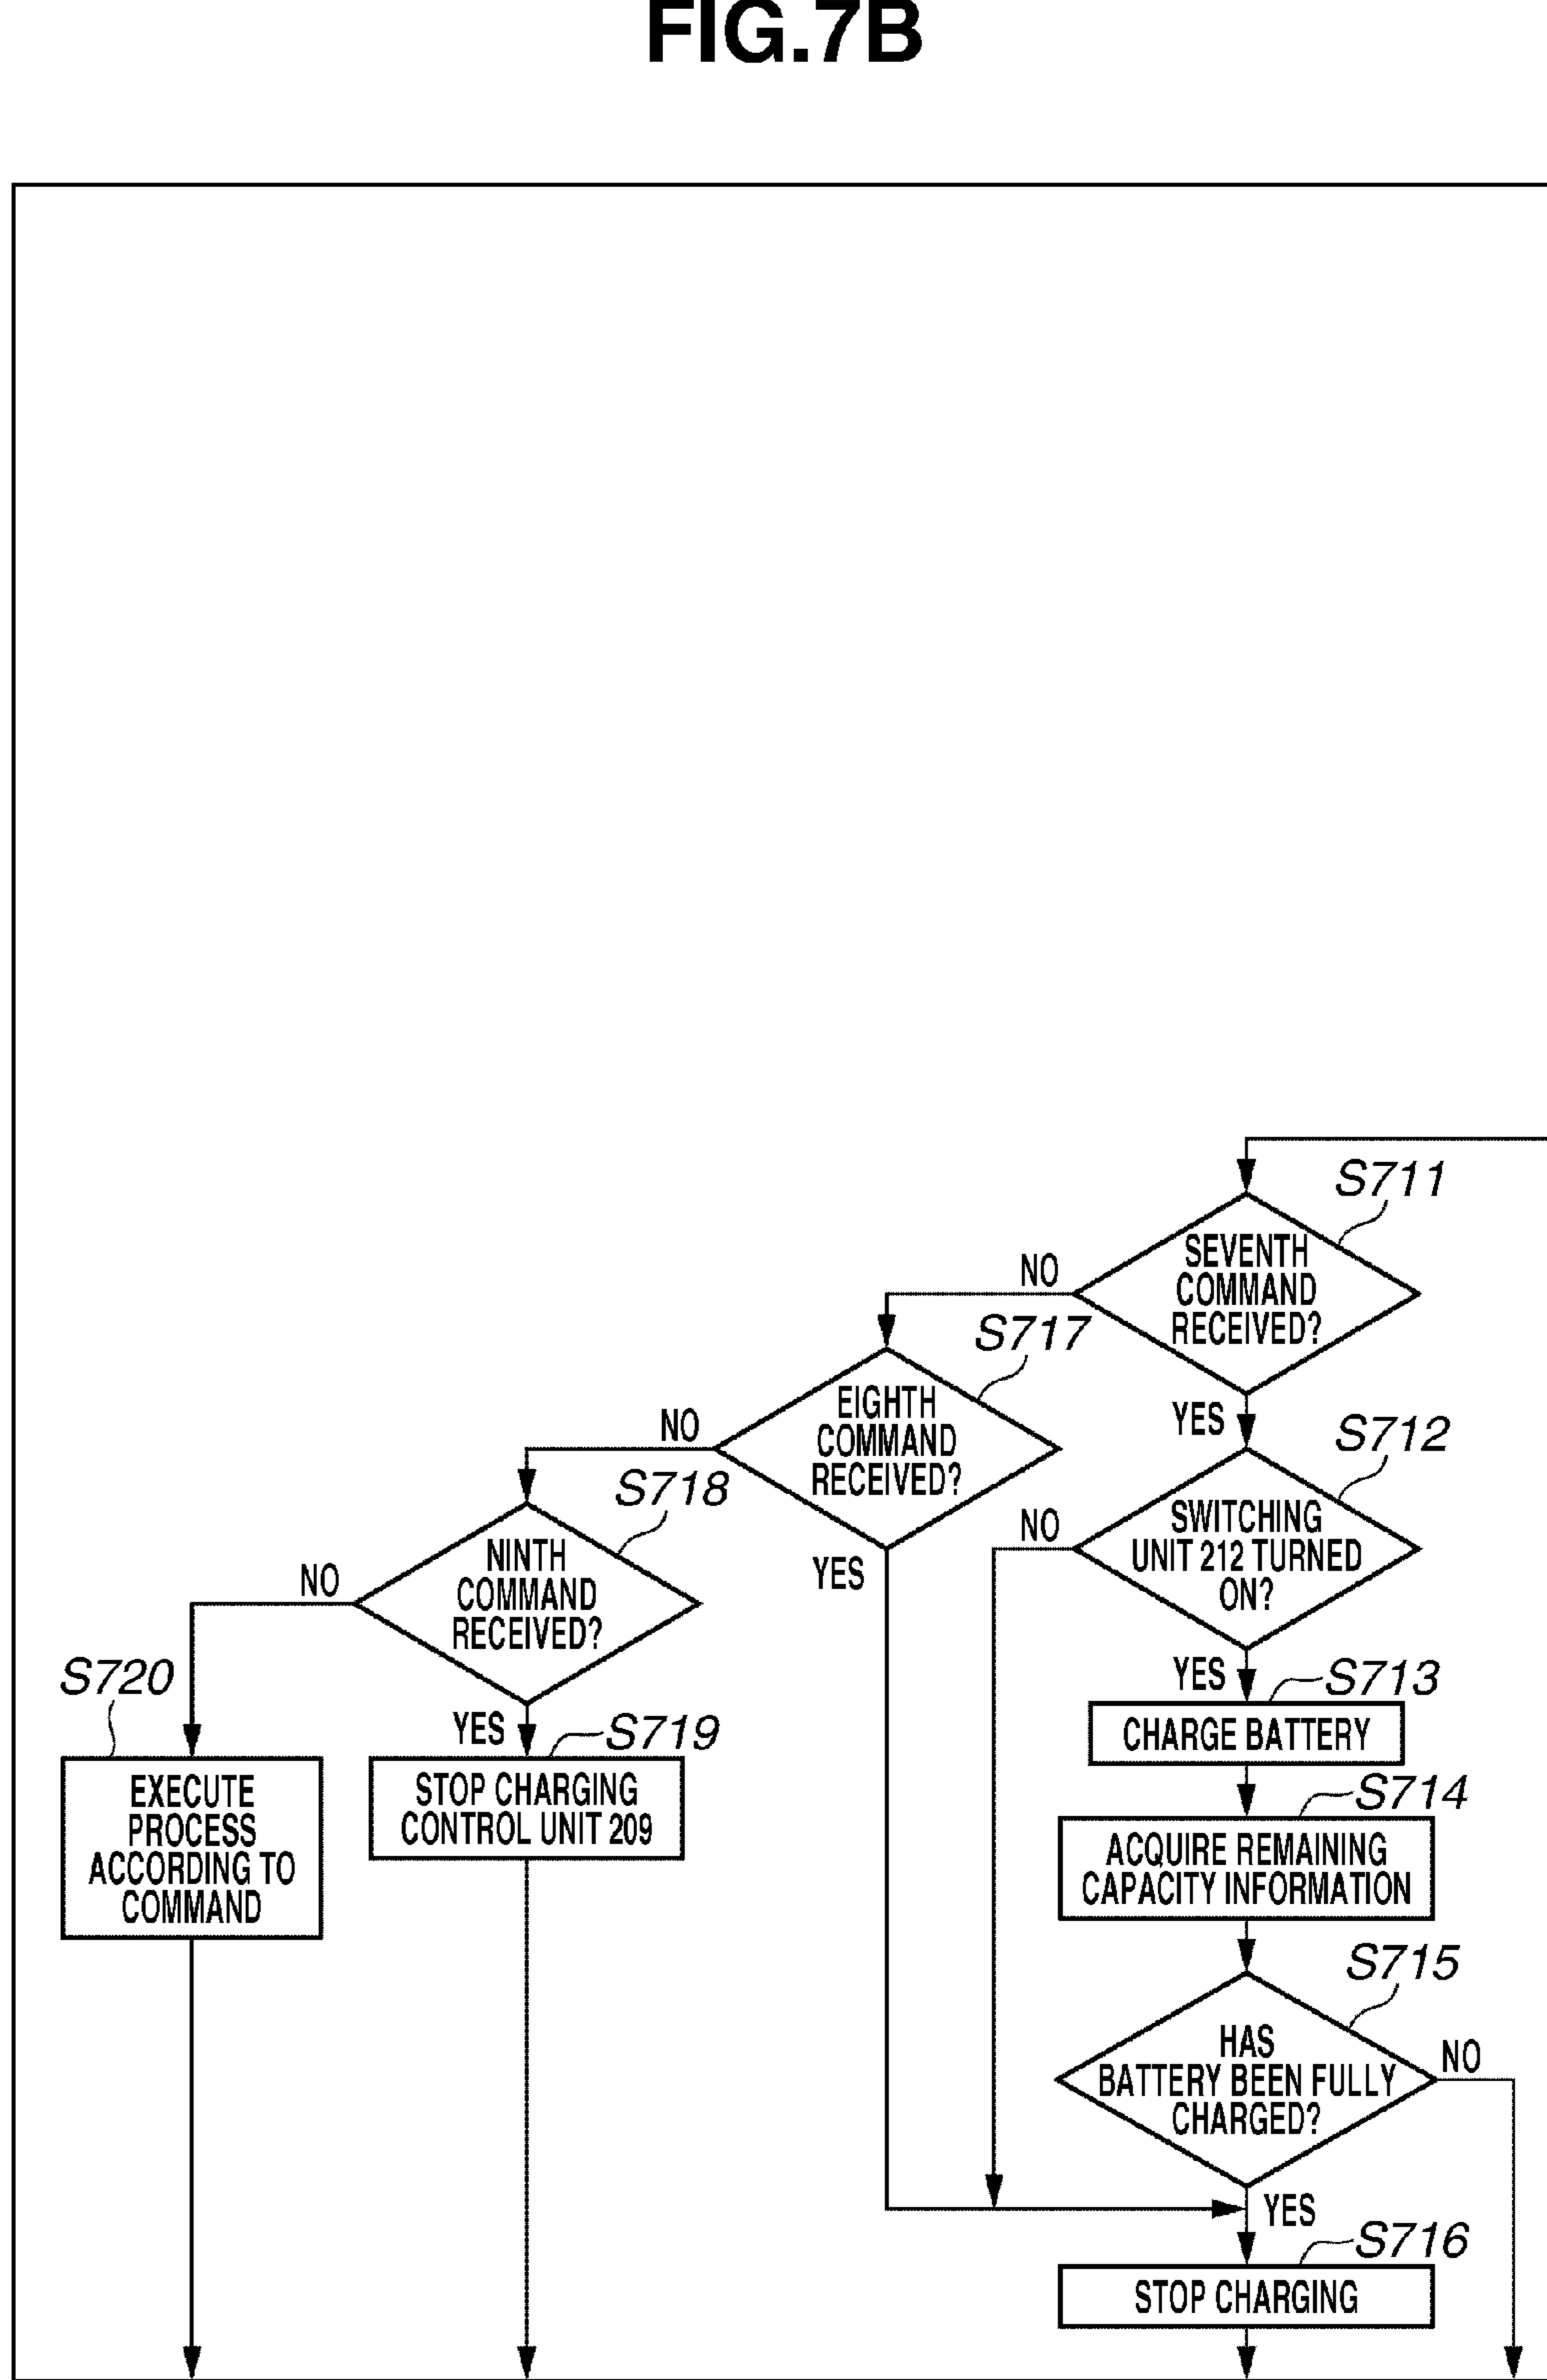 FIG.7B
S711
SEVENTH
COMMAND
RECEIVED?
NO
YES
S717
EIGHTH
COMMAND
RECEIVED?
NO
YES
S712
SWITCHING
UNIT 212 TURNED
ON?
NO
YES
S718
NINTH
COMMAND
RECEIVED?
NO
YES
S713
CHARGE BATTERY
S720
EXECUTE
PROCESS
ACCORDING TO
COMMAND
S719
STOP CHARGING
CONTROL UNIT 209
S714
ACQUIRE REMAINING
CAPACITY INFORMATION
S715
HAS
BATTERY BEEN FULLY
CHARGED?
NO
YES
S716
STOP CHARGING